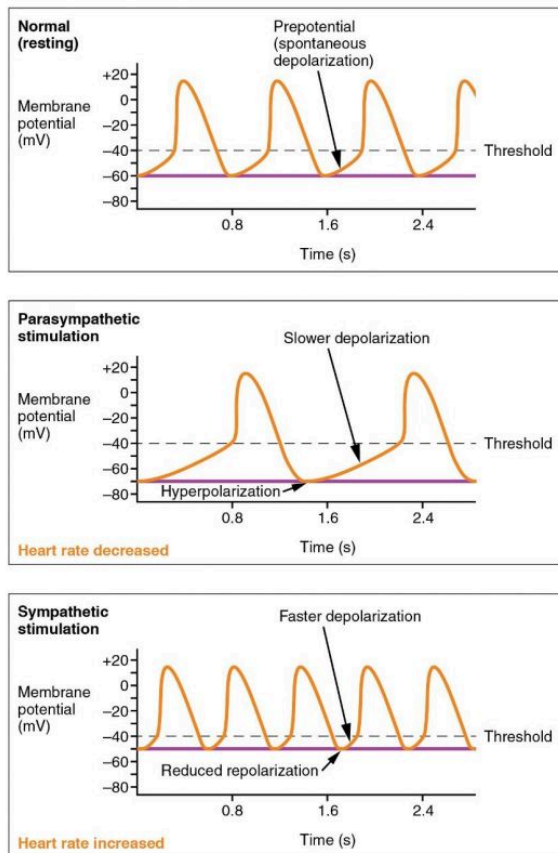 Normal
(resting)
Prepotential
(spontaneous
depolarization)
Membrane
potential
(mV)
+20
0
–20
–40
–60
–80
Threshold
0.8
1.6
2.4
Time (s)
Parasympathetic
stimulation
Slower depolarization
Membrane
potential
(mV)
+20
0
–20
–40
–60
–80
Threshold
Hyperpolarization
0.8
1.6
2.4
Time (s)
Heart rate decreased
Sympathetic
stimulation
Faster depolarization
Membrane
potential
(mV)
+20
0
–20
–40
–60
–80
Threshold
Reduced repolarization
0.8
1.6
2.4
Time (s)
Heart rate increased